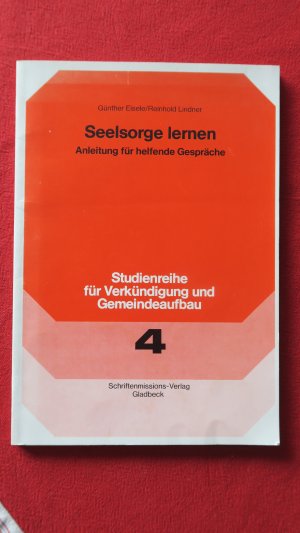 Günther Eisele/Reinhold Lindner
Seelsorge lernen
Anleitung für helfende Gespräche
Studienreihe
für Verkündigung und
Gemeindeaufbau
4
Schriftenmissions-Verlag
Gladbeck